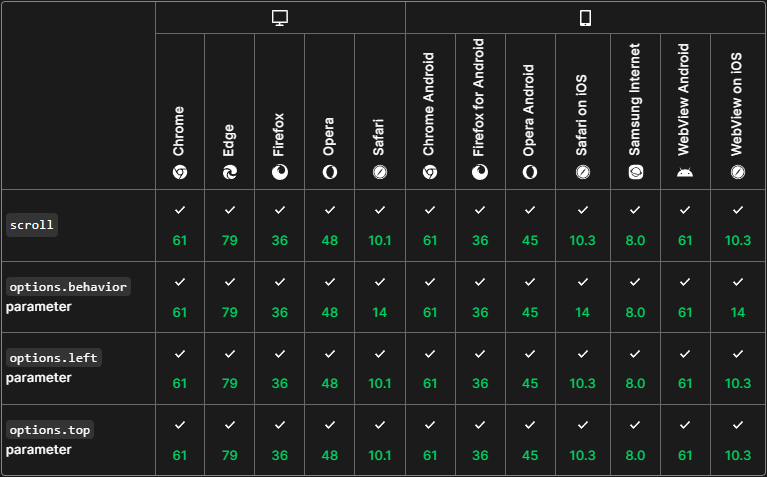 Chrome
Edge
Firefox
Opera
Safari
Chrome Android
Firefox for Android
Opera Android
Safari on iOS
Samsung Internet
WebView Android
WebView on iOS
scroll
61 79 36 48 10.1 61 36 45 10.3 8.0 61 10.3
options.behavior
parameter
61 79 36 48 14 61 36 45 14 8.0 61 14
options.left
parameter
61 79 36 48 10.1 61 36 45 10.3 8.0 61 10.3
options.top
parameter
61 79 36 48 10.1 61 36 45 10.3 8.0 61 10.3